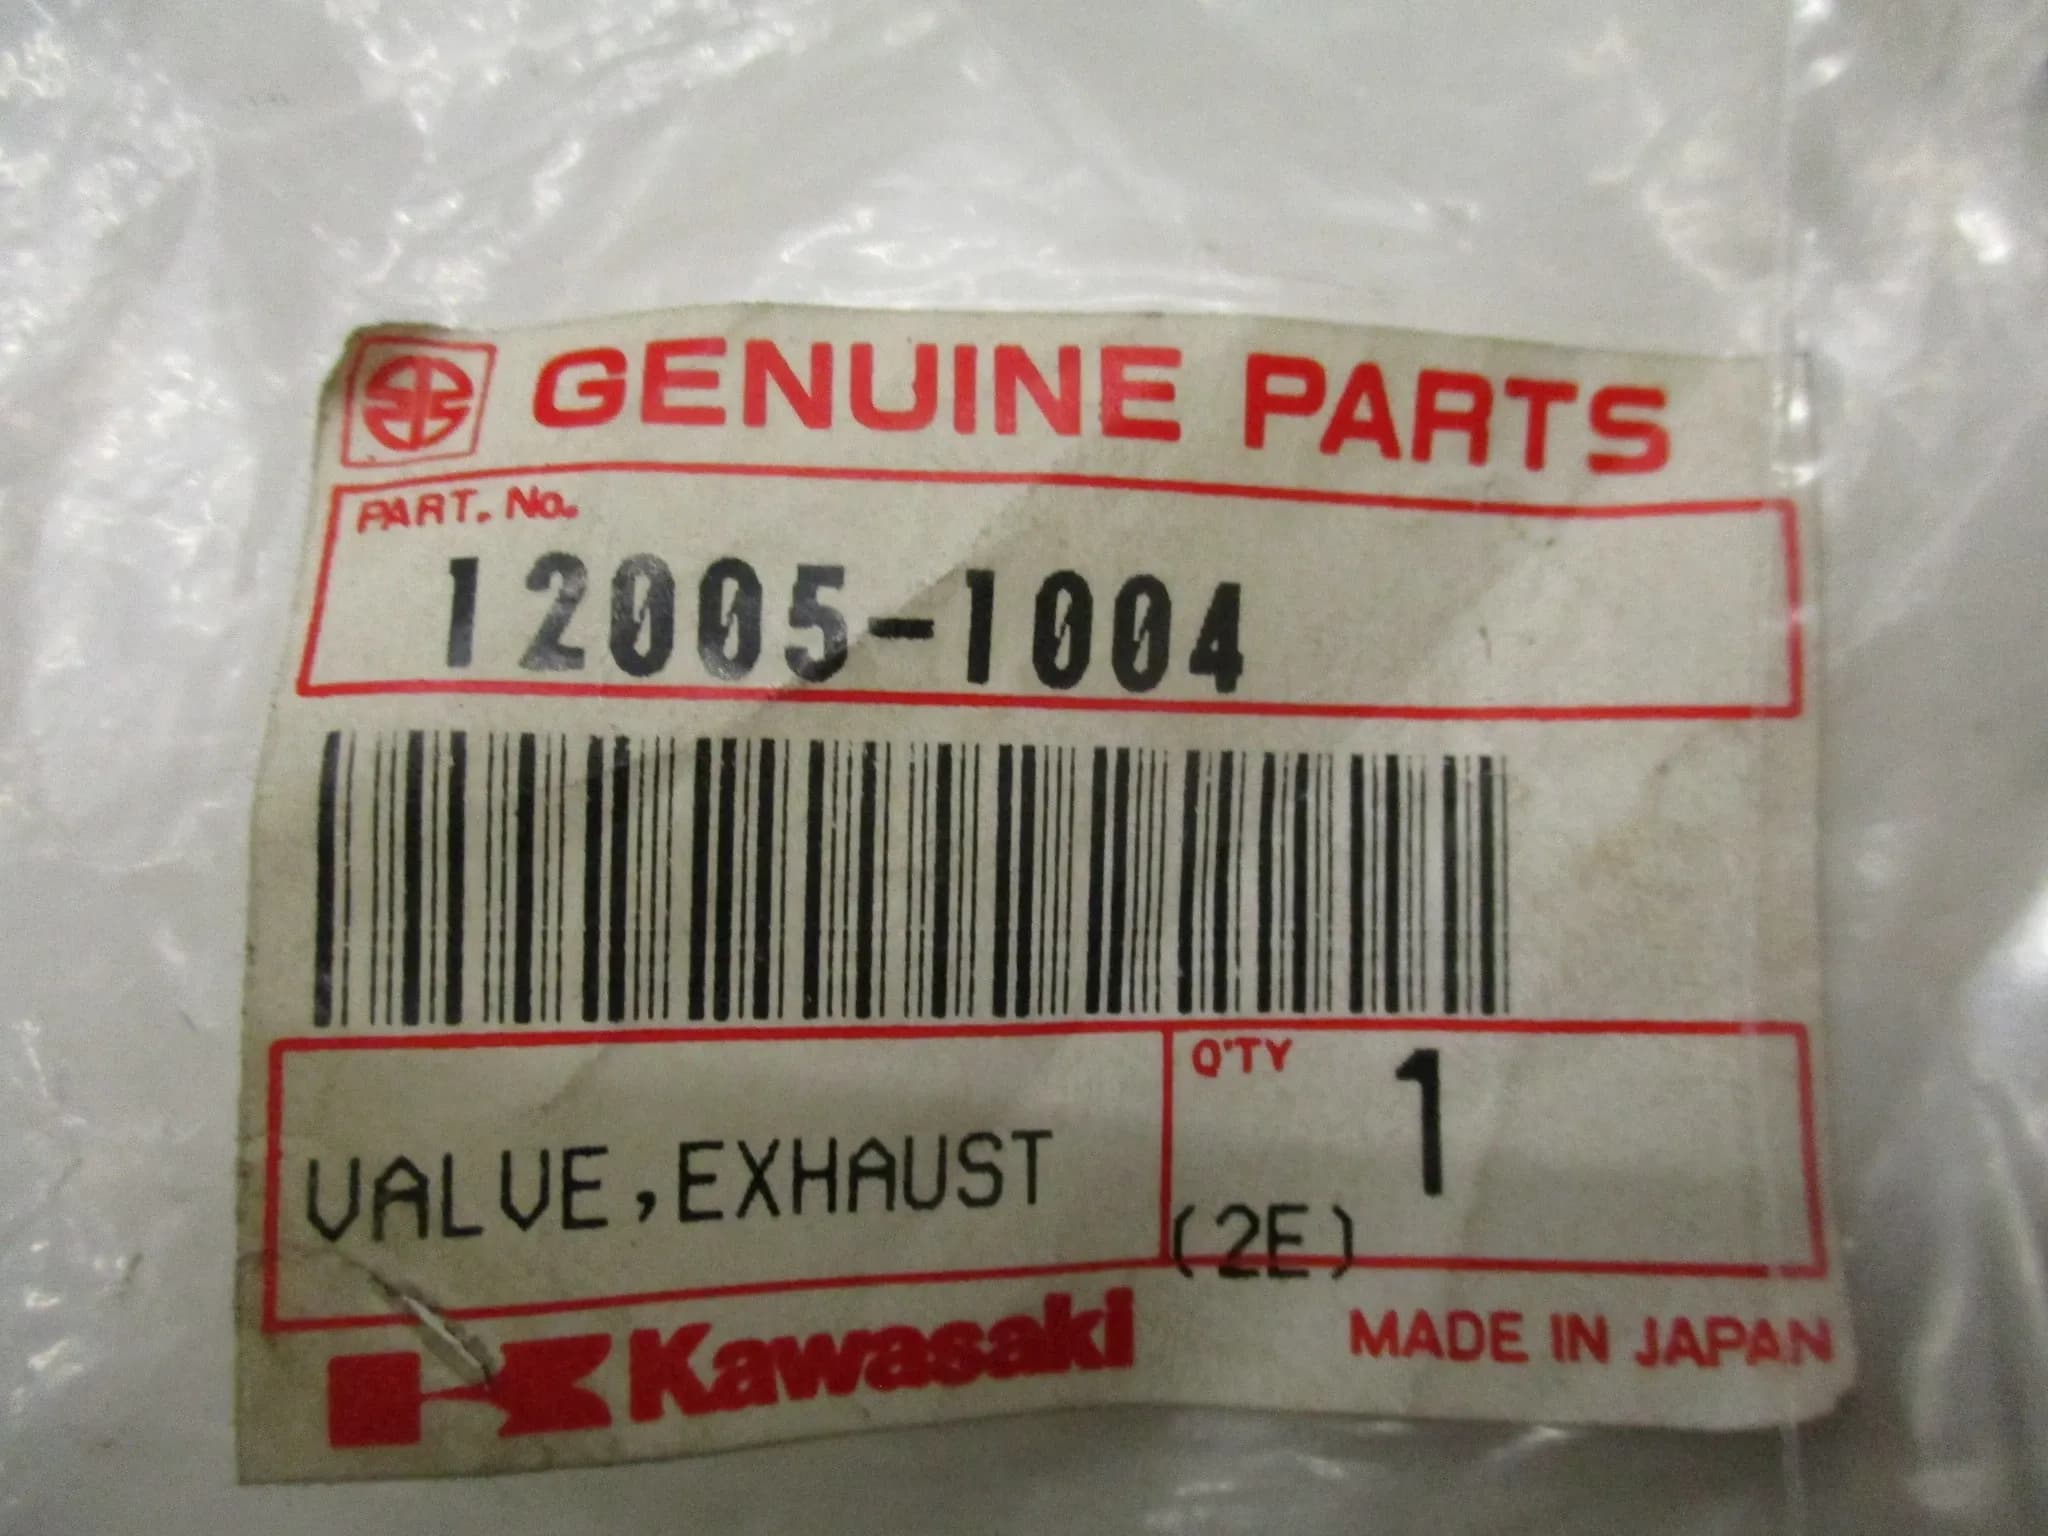 GENUINE PARTS
PART. No.
12005-1004
VALVE,EXHAUST
Q'TY 1
(2E)
Kawasaki
MADE IN JAPAN